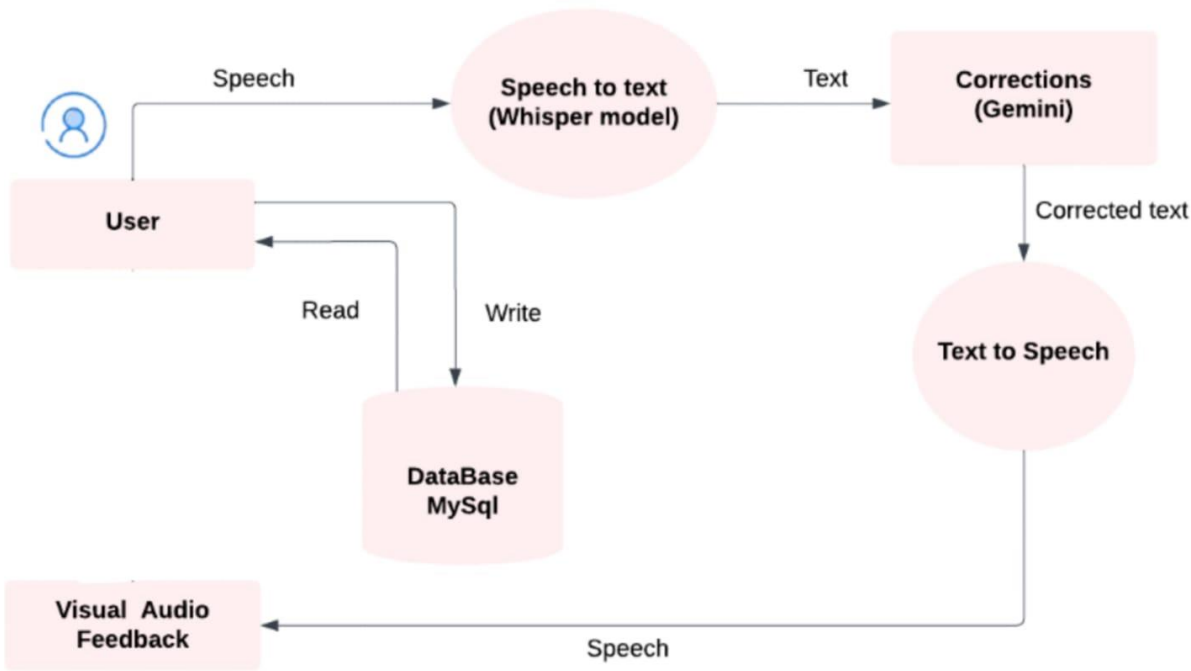 Speech
Speech to text
(Whisper model)
Text
Corrections
(Gemini)
User
Corrected text
Read
Write
Text to Speech
DataBase
MySql
Visual Audio
Feedback
Speech